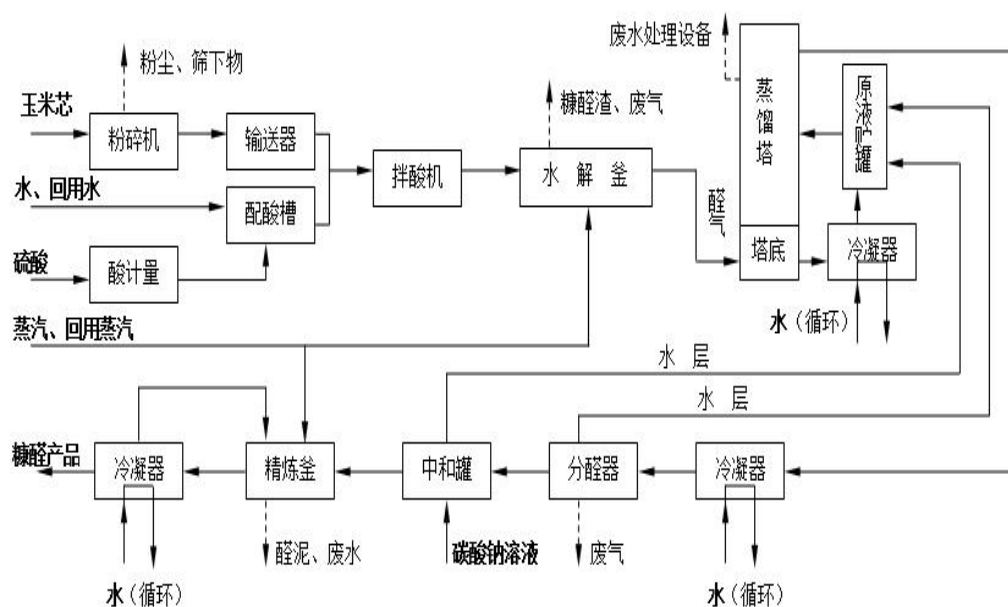 粉尘、筛下物
废水处理设备
玉米芯
粉碎机
输送器
糠醛渣、废气
蒸馏塔
原液贮罐
水、回用水
配酸槽
拌酸机
水 解 釜
醛气
硫酸
酸计量
塔底
冷凝器
蒸汽、回用蒸汽
水（循环）
水 层
水 层
糠醛产品
冷凝器
精炼釜
中和罐
分醛器
冷凝器
醛泥、废水
碳酸钠溶液
废气
水（循环）
水（循环）